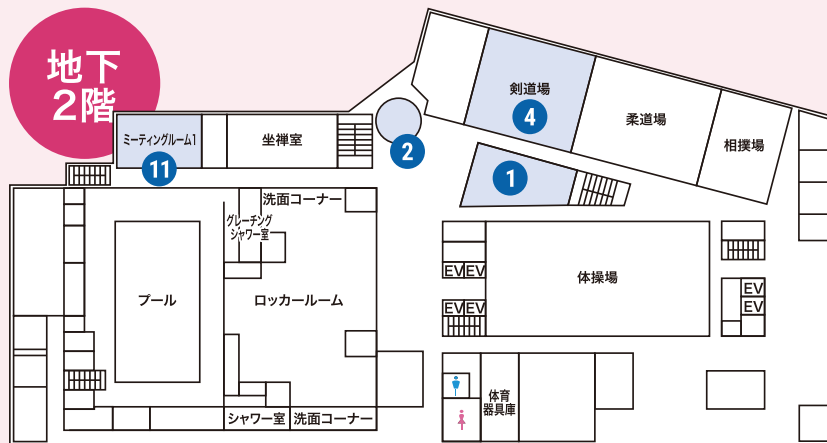 地下
2階
剣道場
4
柔道場
相撲場
ミーティングルーム1
11
坐禅室
2
1
洗面コーナー
グレーチング
シャワー室
プール
ロッカールーム
EV EV
EV EV
体操場
EV
EV
体育
器具庫
シャワー室
洗面コーナー